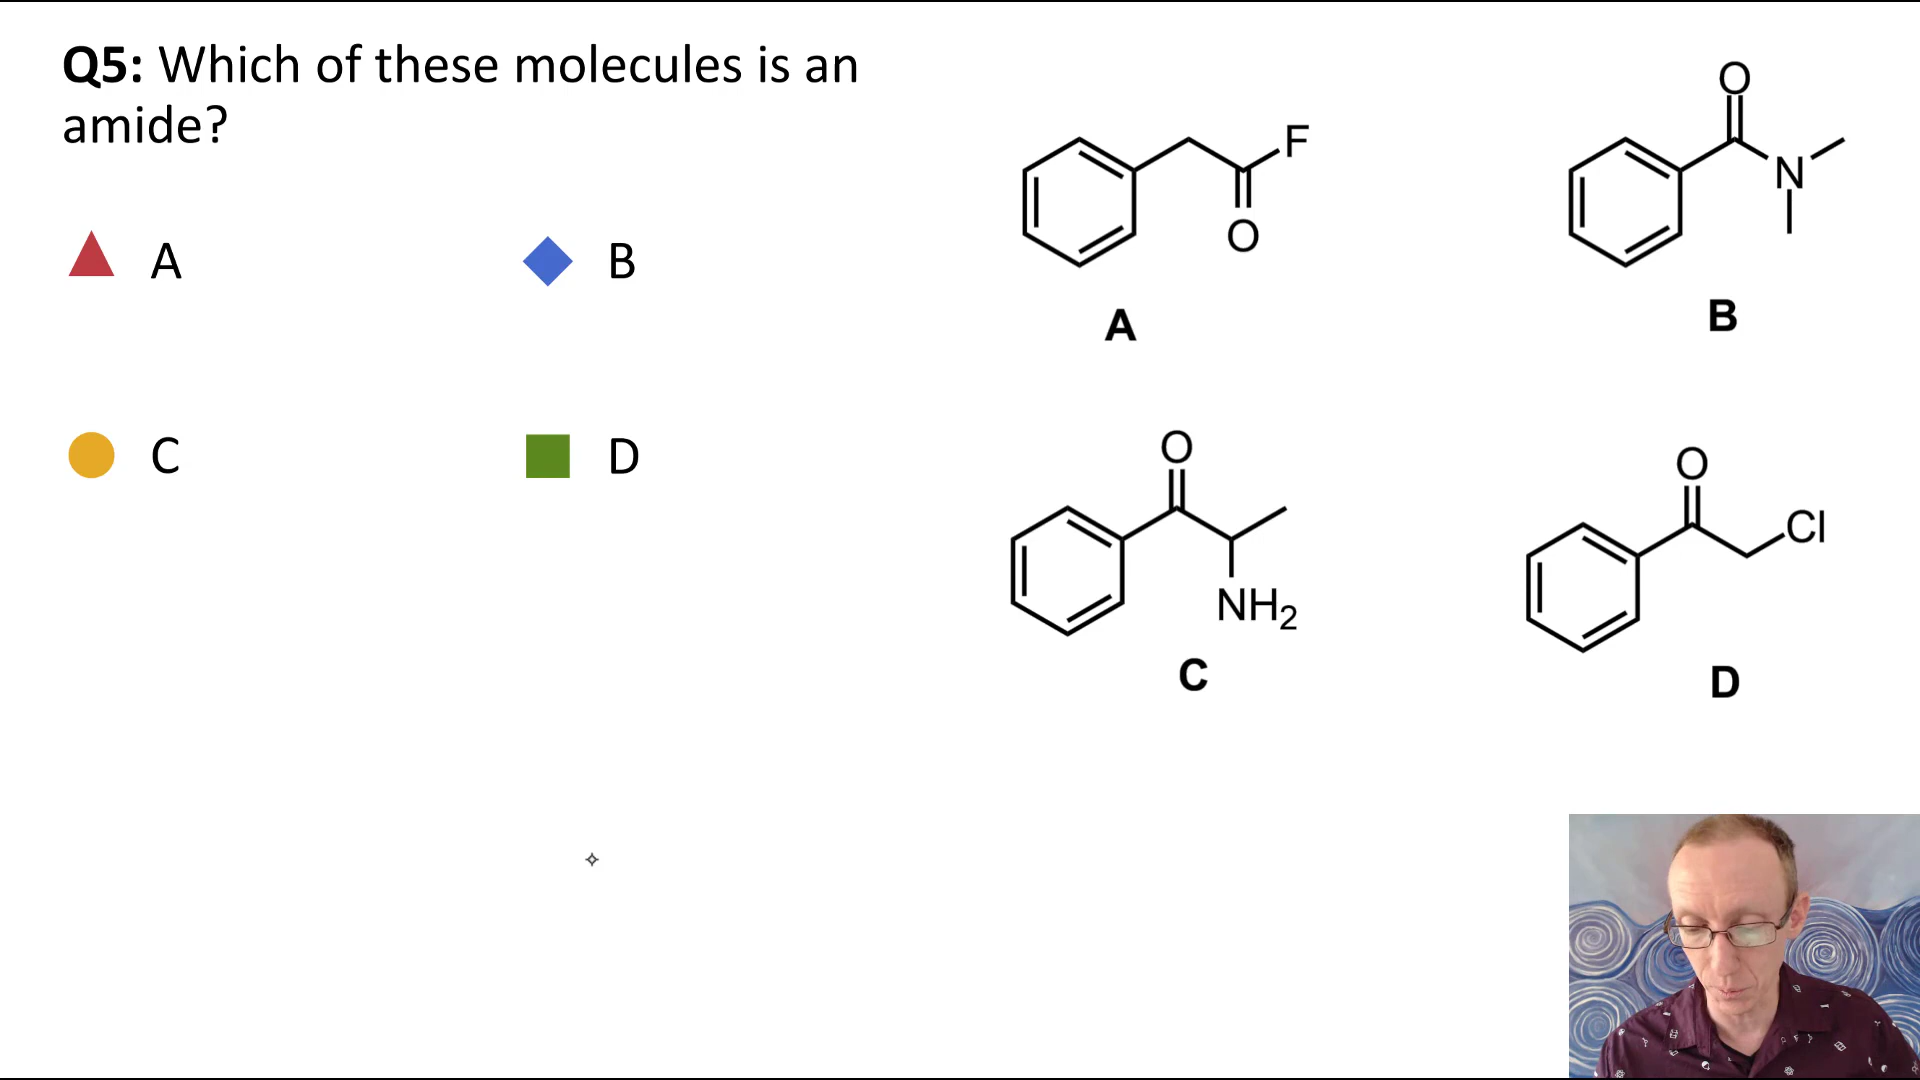 Q5: Which of these molecules is an
amide?
A
B
C
D
F
O
A
O
N
B
O
NH₂
C
O
Cl
D